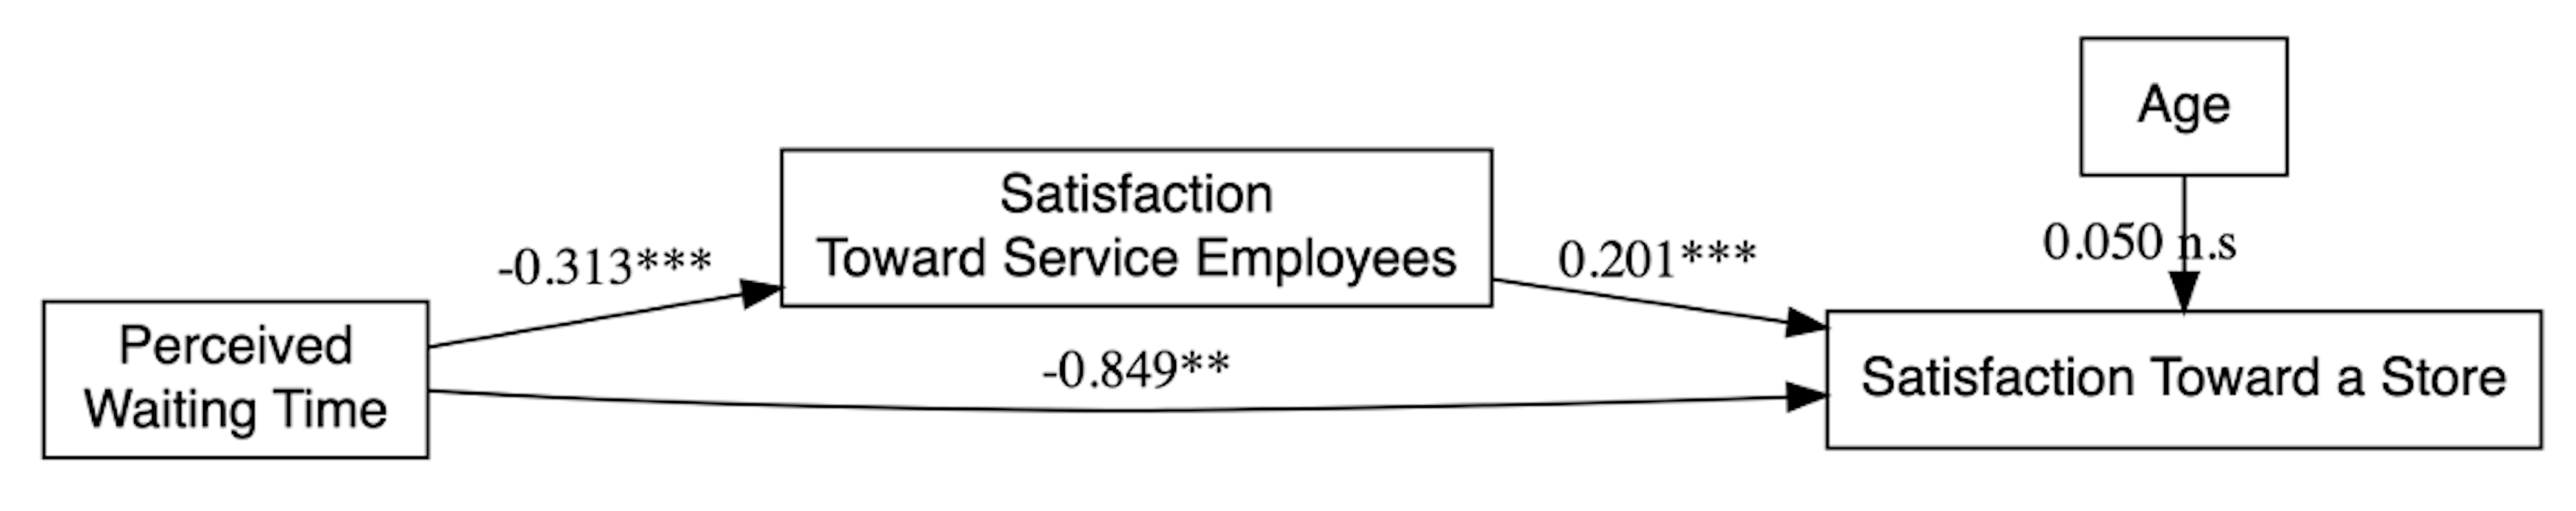 Age
Satisfaction
Toward Service Employees
0.050 n.s
-0.313***
0.201***
Perceived
Waiting Time
-0.849**
Satisfaction Toward a Store